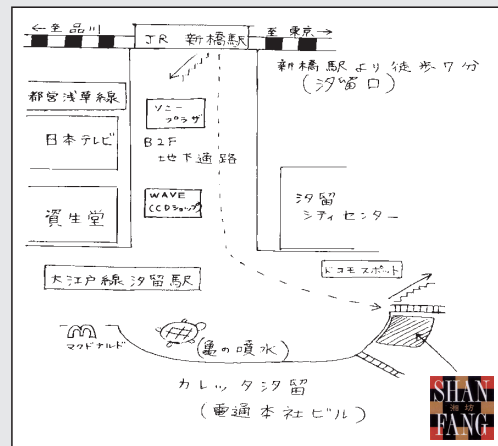 ←至品川
JR 新橋駅
至 東京→
新橋駅より徒歩7分
(汐留口)
都営浅草線
ソニー
プラザ
日本テレビ
B2F
地下通路
WAVE
CCDショップ
資生堂
汐留
シティセンター
ドコモスポット
大江戸線汐留駅
マクドナルド
(亀の噴水)
カレッタ汐留
(電通本社ビル)
SHAN
湘坊
FANG